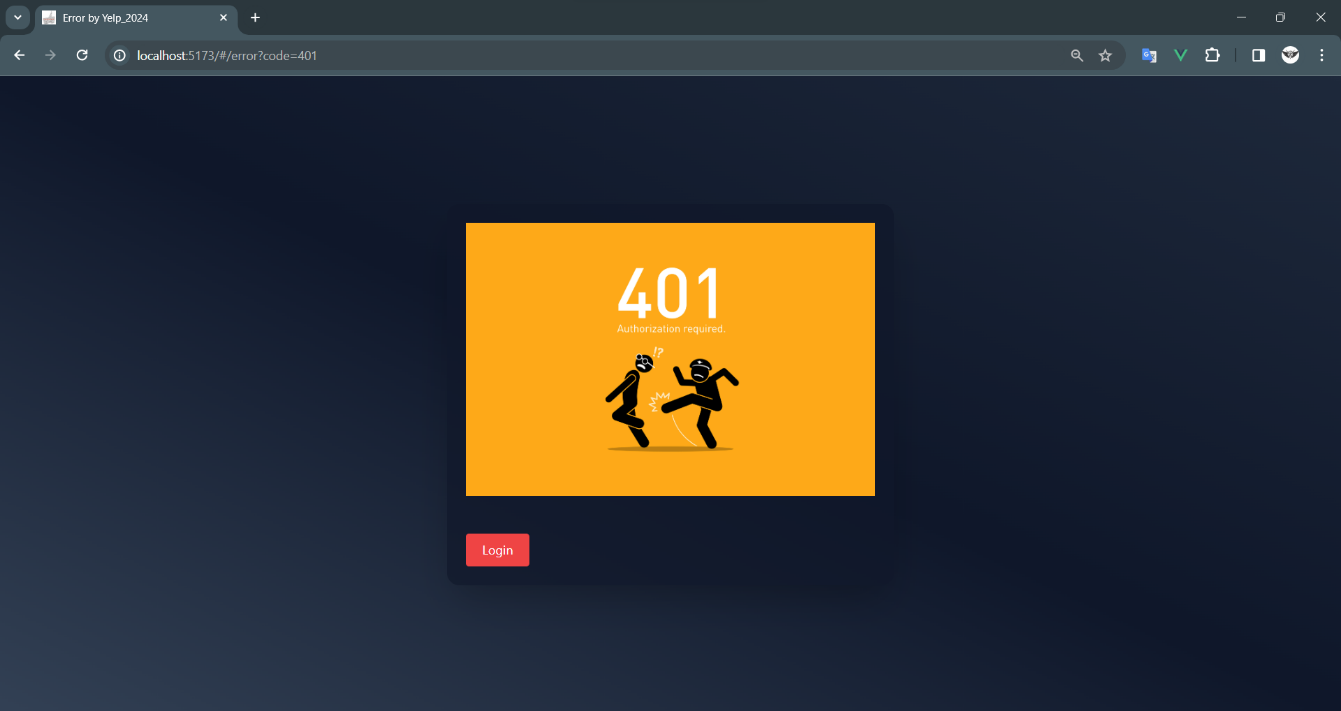 Error by Yelp_2024
localhost:5173/#/error?code=401
401
Authorization required.
!?
Login